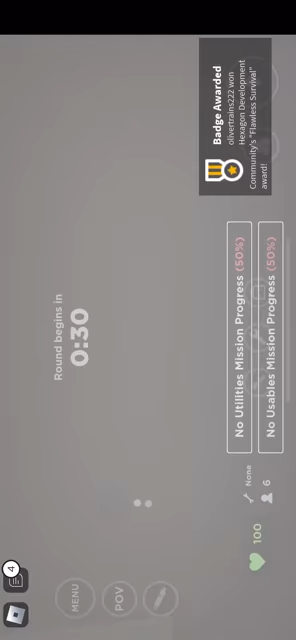 Badge Awarded
olivertrains222 won
Hexagon Development
Community's "Flawless Survival"
award!
Round begins in
0:30
No Utilities Mission Progress (50%)
No Usables Mission Progress (50%)
None
6
100
4
MENU
POV